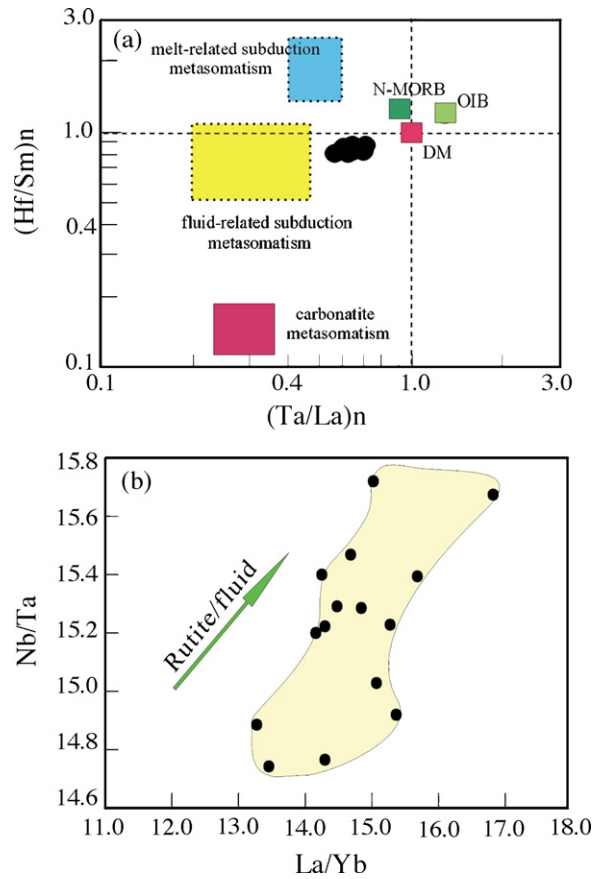 3.0
(a)
melt-related subduction
metasomatism
N-MORB
OIB
1.0
DM
(Hf/Sm)n
0.4
fluid-related subduction
metasomatism
carbonatite
metasomatism
0.1
0.1
0.4
1.0
3.0
(Ta/La)n
15.8
(b)
15.6
15.4
Rutite/fluid
Nb/Ta
15.2
15.0
14.8
14.6
11.0
12.0
13.0
14.0
15.0
16.0
17.0
18.0
La/Yb